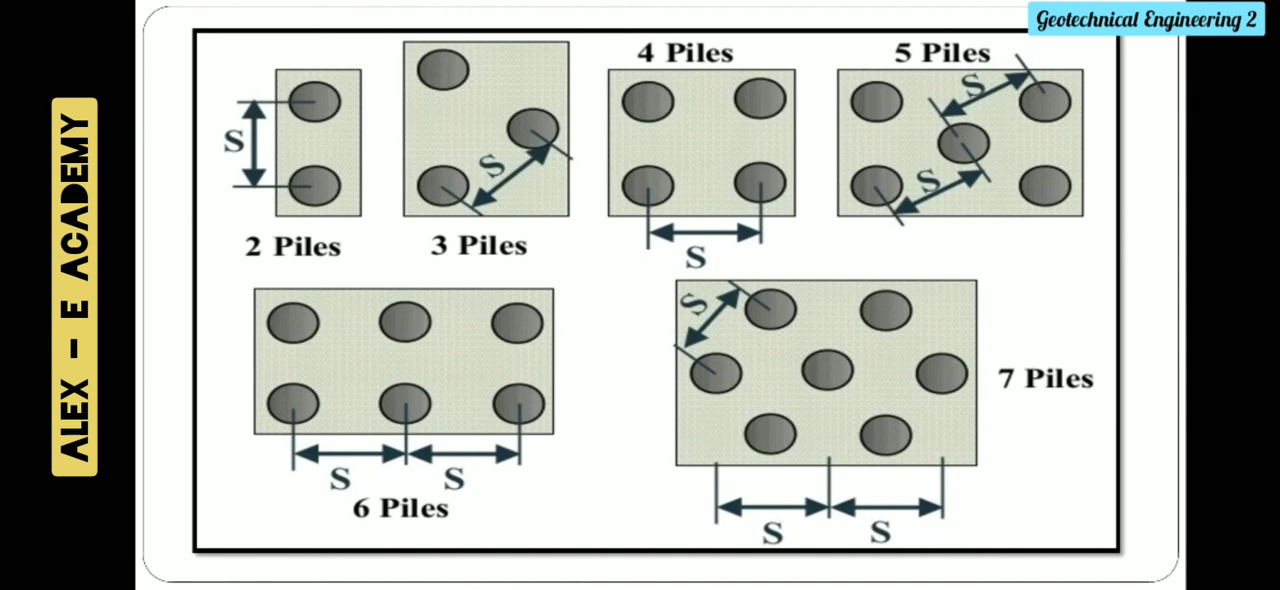 Geotechnical Engineering 2
ALEX - E ACADEMY
4 Piles
5 Piles
S
S
S
S
2 Piles
3 Piles
S
S
7 Piles
S
S
6 Piles
S
S